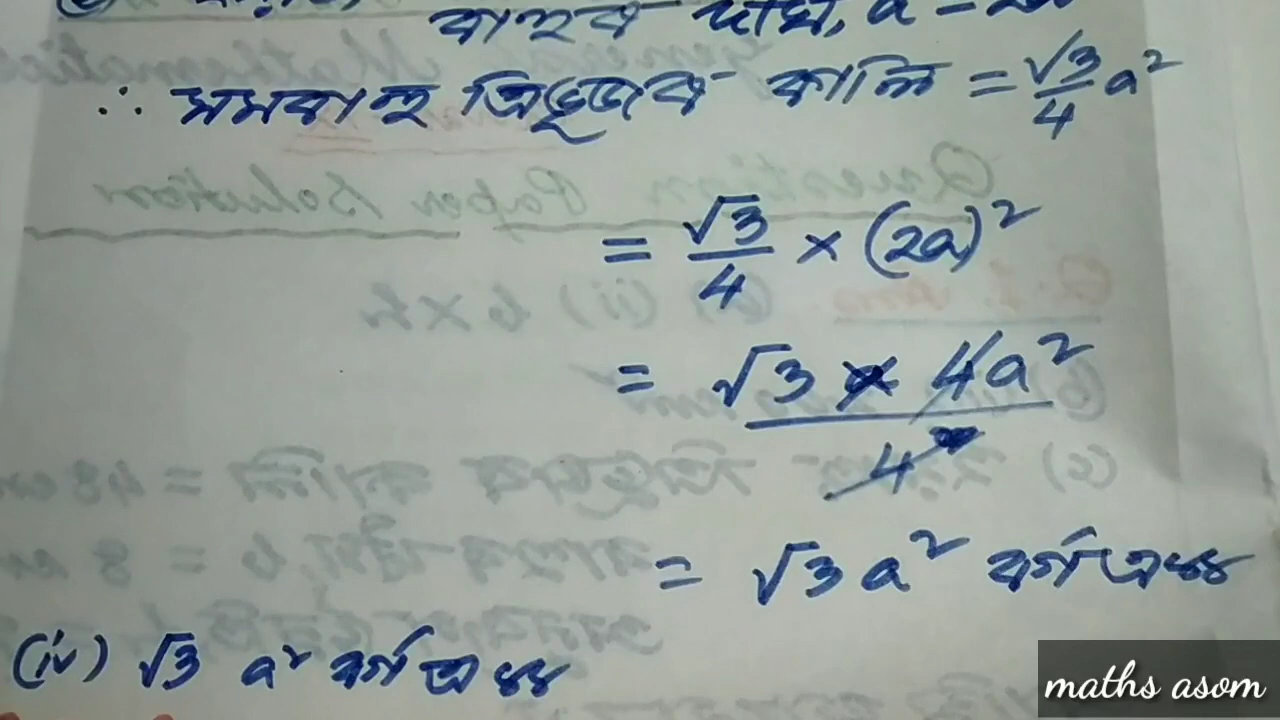 বাহুৰ দীঘ, a = 2a
∴ সমবাহু ত্ৰিভূজৰ কালি = √3/4 a²
= √3/4 × (2a)²
= √3 × 4a² / 4
= √3 a² বৰ্গ একক
(iv) √3 a² বৰ্গ একক
maths asom